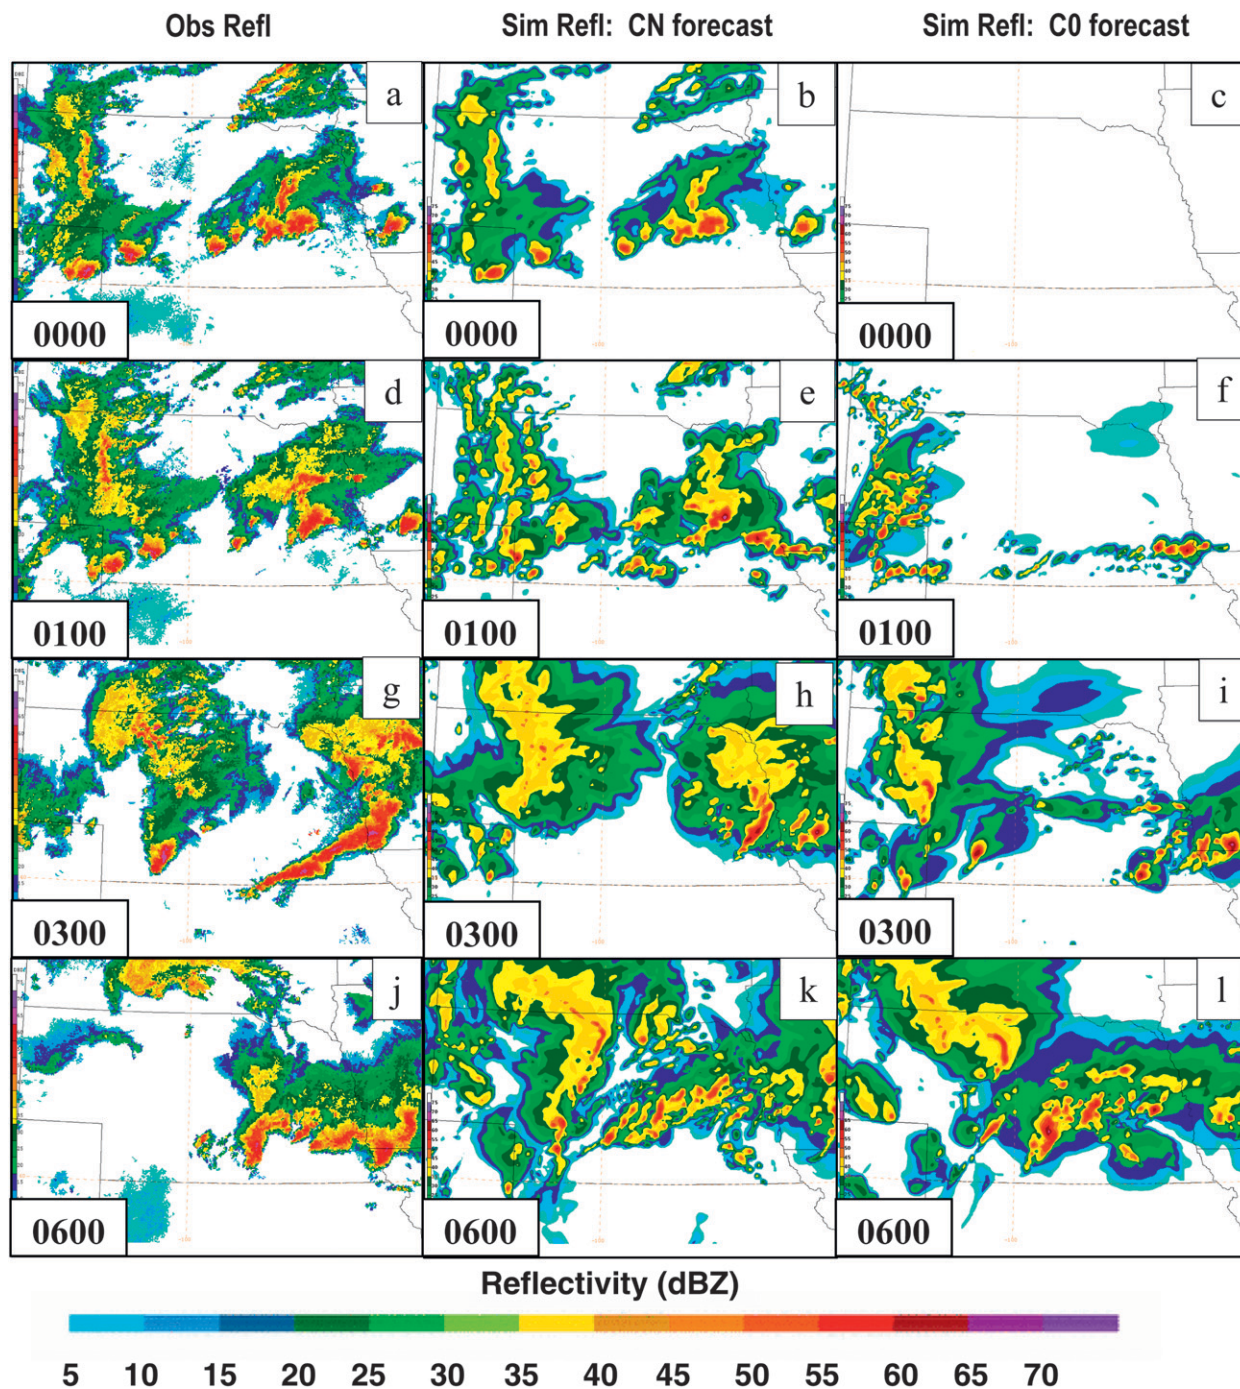 Obs Refl Sim Refl: CN forecast Sim Refl: C0 forecast
a b c
0000 0000 0000
d e f
0100 0100 0100
g h i
0300 0300 0300
j k l
0600 0600 0600
Reflectivity (dBZ)
5 10 15 20 25 30 35 40 45 50 55 60 65 70